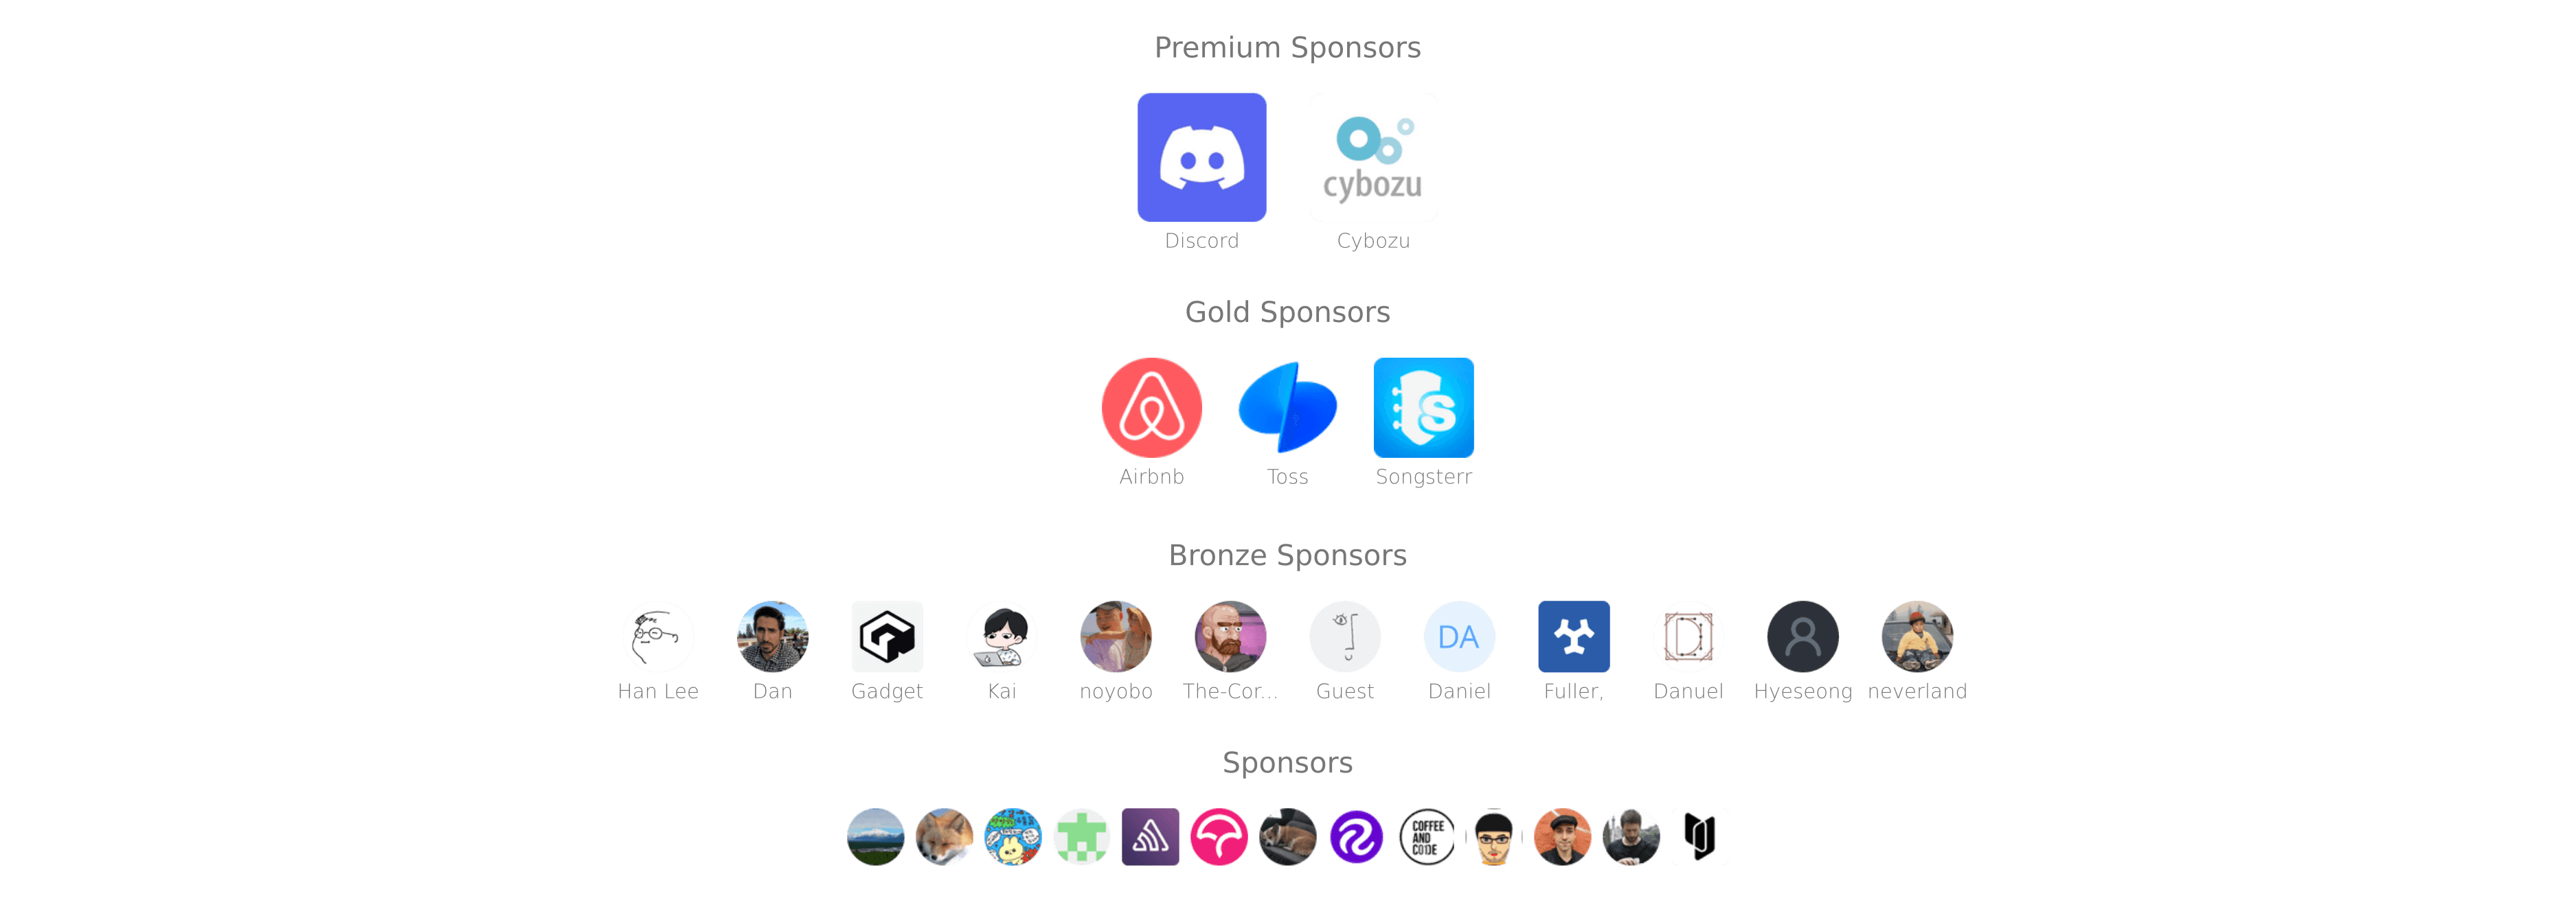 Premium Sponsors
cybozu
Discord Cybozu
Gold Sponsors
S
Airbnb Toss Songsterr
Bronze Sponsors
DA D
Han Lee Dan Gadget Kai noyobo The-Cor... Guest Daniel Fuller, Danuel Hyeseong neverland
Sponsors
COFFEE
AND
CODE